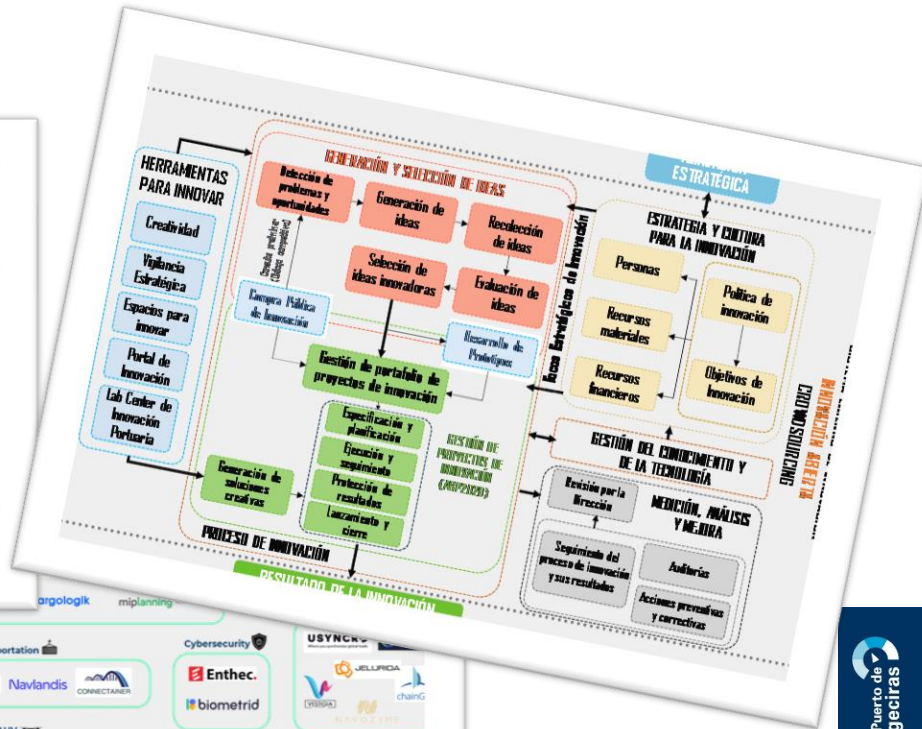 ESTRATÉGICA
HERRAMIENTAS
PARA INNOVAR
Creatividad
Vigilancia
Estratégica
Espacios para
innovar
Portal de
Innovación
Lab Center de
Innovación
Portuaria
GENERACIÓN Y SELECCIÓN DE IDEAS
Detección de
problemas y
oportunidades
Generación de
ideas
Recolección
de ideas
Selección de
ideas innovadoras
Evaluación de
ideas
Compra Pública
de Innovación
Desarrollo de
Prototipos
Gestión de portafolio de
proyectos de innovación
Especificación y
planificación
Ejecución y
seguimiento
Protección de
resultados
Lanzamiento y
cierre
GESTIÓN DE
PROYECTOS DE
INNOVACIÓN
Generación de
soluciones
creativas
PROCESO DE INNOVACIÓN
RESULTADO DE LA INNOVACIÓN
Focos Estratégicos de Innovación
ESTRATEGIA Y CULTURA
PARA LA INNOVACIÓN
Personas
Recursos
materiales
Recursos
financieros
Política de
innovación
Objetivos de
Innovación
GESTIÓN DEL CONOCIMIENTO Y
DE LA TECNOLOGÍA
Revisión por la
Dirección
MEDICIÓN, ANÁLISIS
Y MEJORA
Seguimiento del
proceso de innovación
y sus resultados
Auditorías
Acciones preventivas
y correctivas
INNOVACIÓN ABIERTA
CROWDSOURCING
argologik
miplanning
portation
Navlandis
CONNECTAINER
Cybersecurity
Enthec.
biometrid
USYNCRO
JELURIDA
VEDIGIA
chainG
Puerto de
geciras